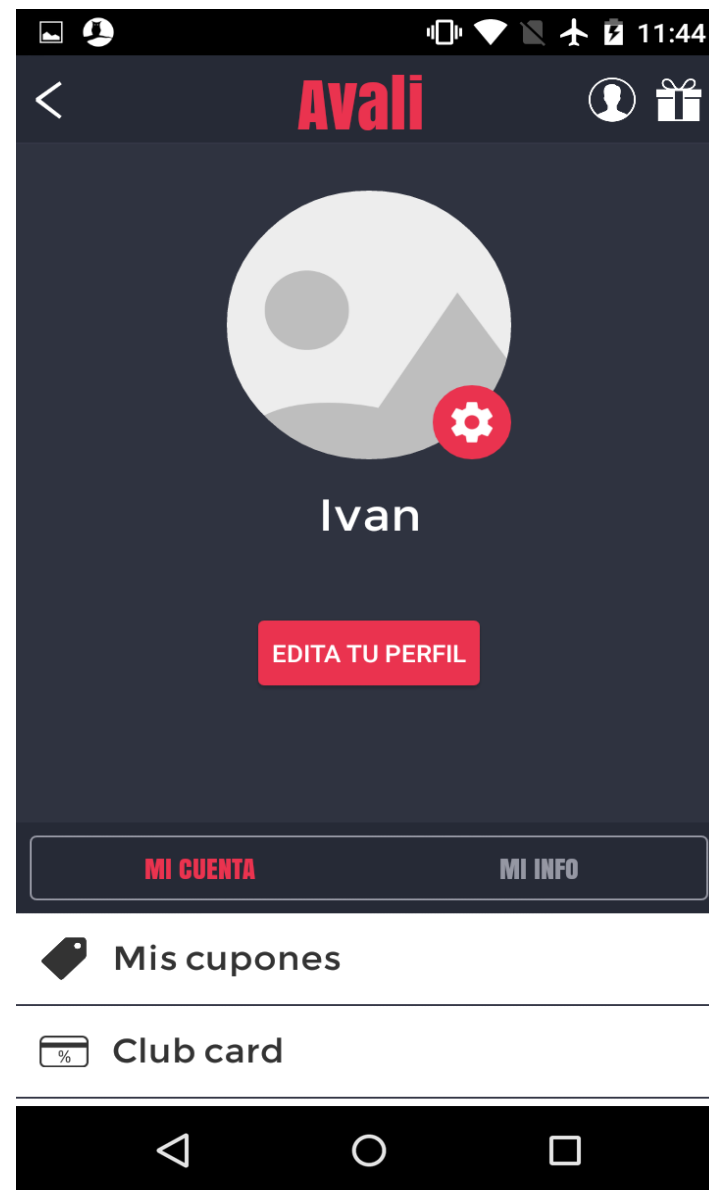 11:44
Avali
Ivan
EDITA TU PERFIL
MI CUENTA MI INFO
Mis cupones
% Club card